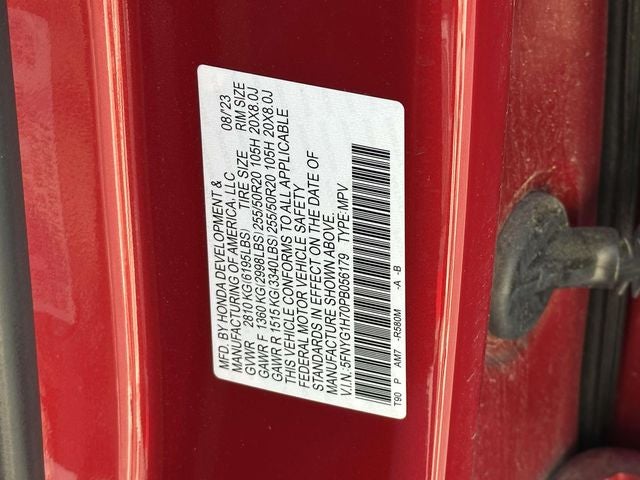 MFD. BY HONDA DEVELOPMENT &
MANUFACTURING OF AMERICA, LLC 08/23
GVWR 2810 KG(6195LBS) TIRE SIZE RIM SIZE
GAWR F 1360 KG(2998LBS) 255/50R20 105H 20X8.0J
GAWR R 1515 KG(3340LBS) 255/50R20 105H 20X8.0J
THIS VEHICLE CONFORMS TO ALL APPLICABLE
FEDERAL MOTOR VEHICLE SAFETY
STANDARDS IN EFFECT ON THE DATE OF
MANUFACTURE SHOWN ABOVE.
V.I.N.:5FNYG1H70PB056179 TYPE:MPV
T90 P AM7 -R580M -A -B